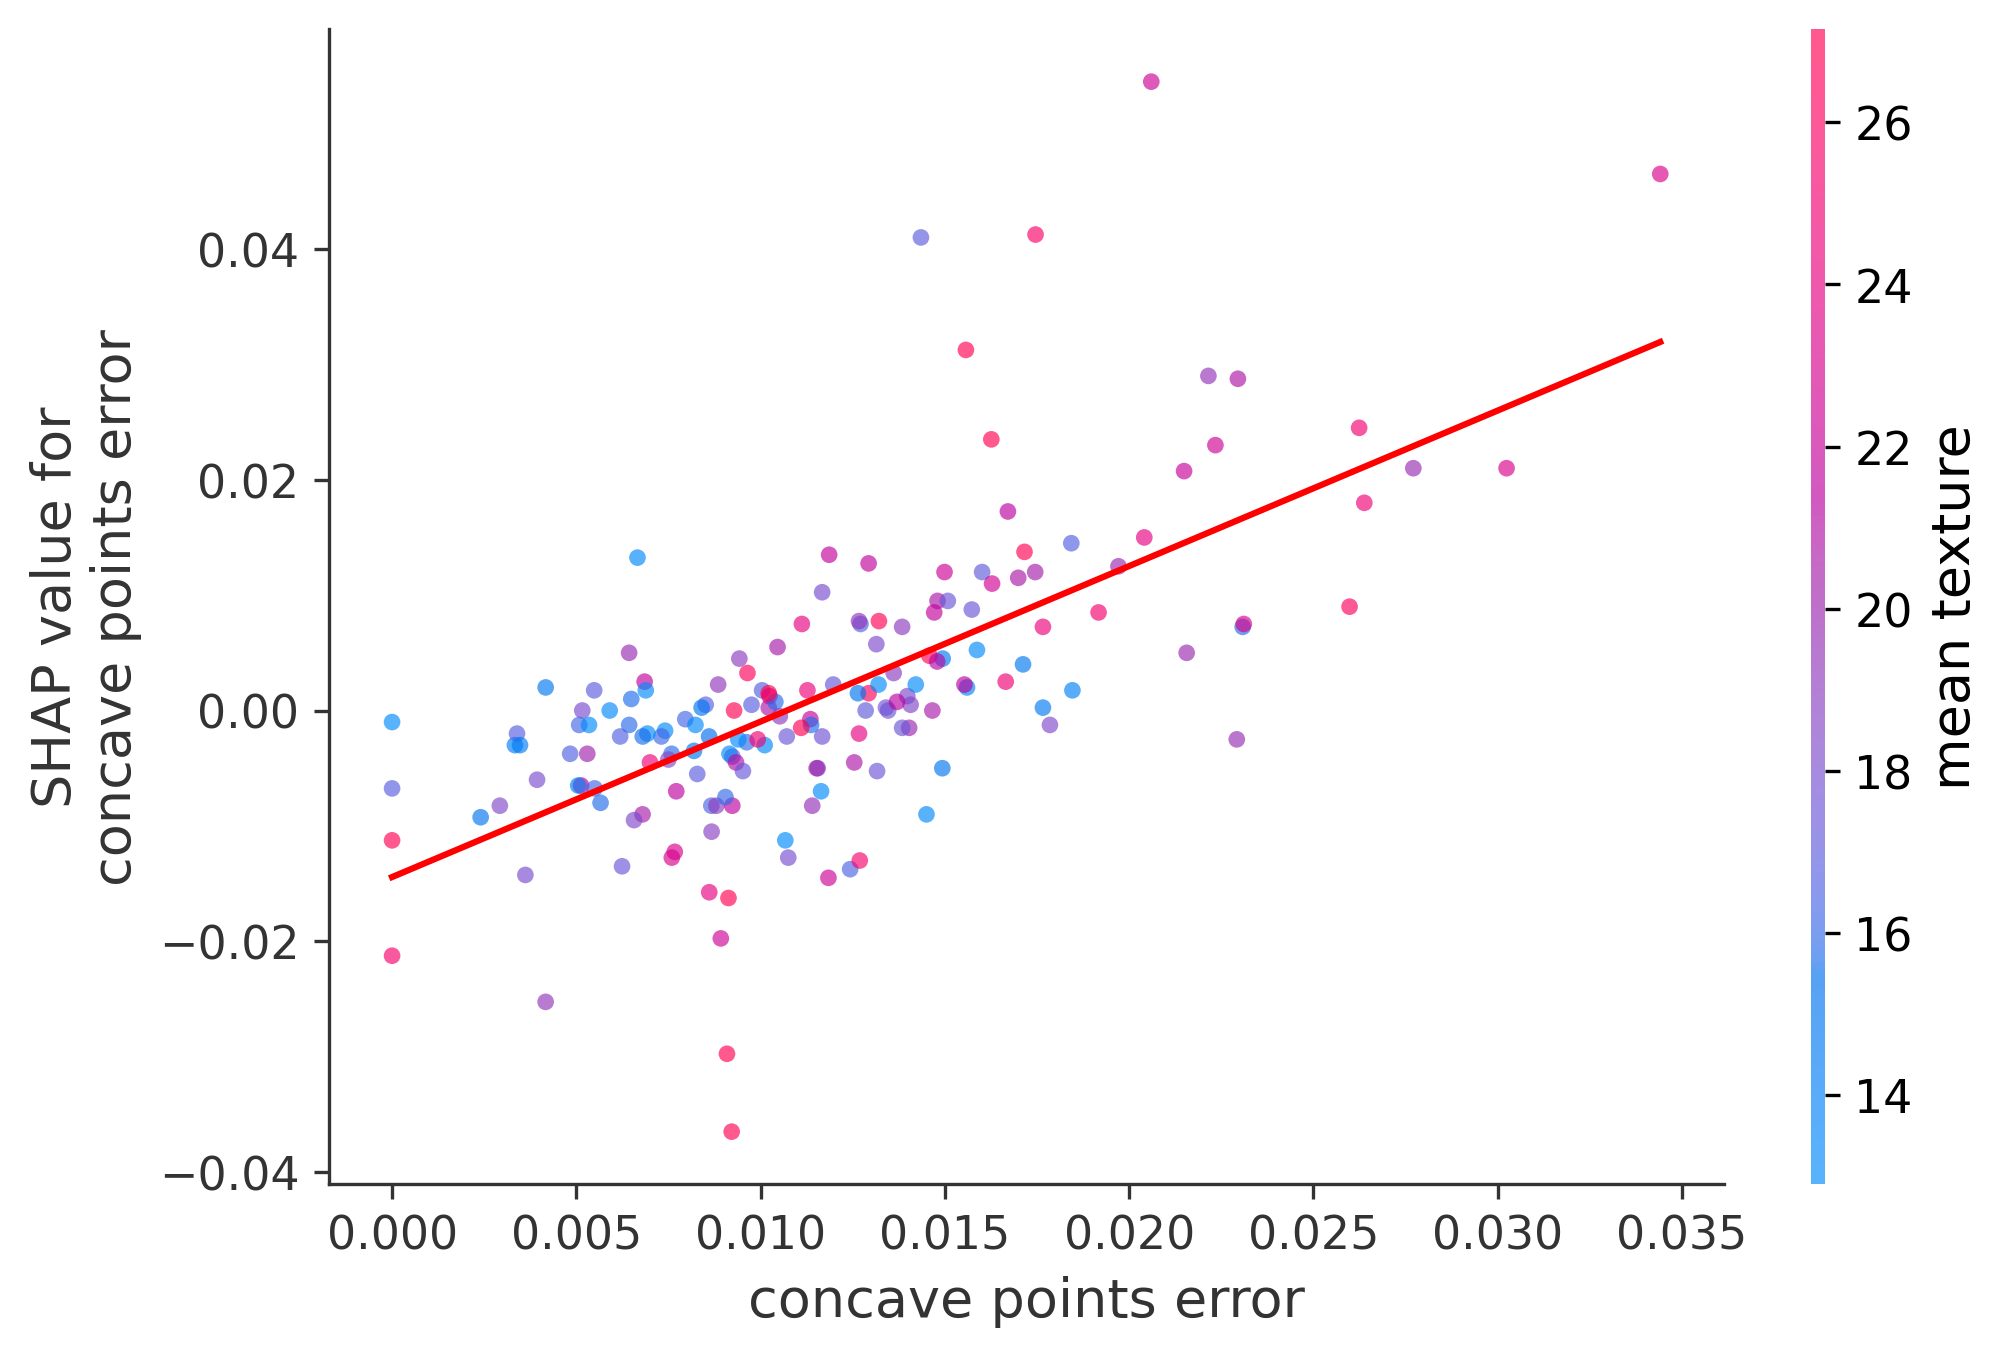 SHAP value for
concave points error
0.04
0.02
0.00
−0.02
−0.04
0.000 0.005 0.010 0.015 0.020 0.025 0.030 0.035
concave points error
26
24
22
20
18
16
14
mean texture